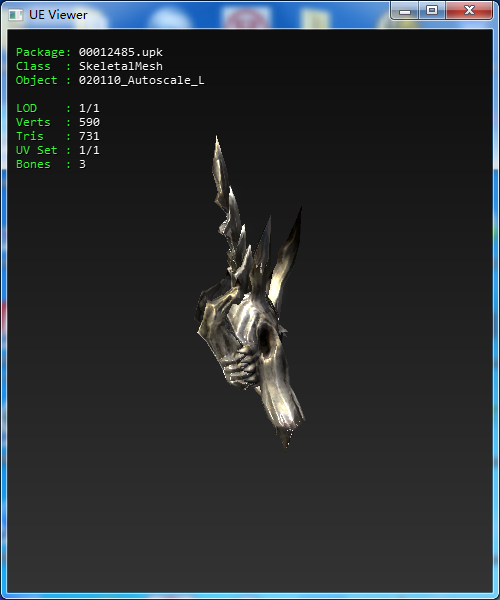 UE Viewer
Package: 00012485.upk
Class : SkeletalMesh
Object : 020110_Autoscale_L
LOD : 1/1
Verts : 590
Tris : 731
UV Set : 1/1
Bones : 3